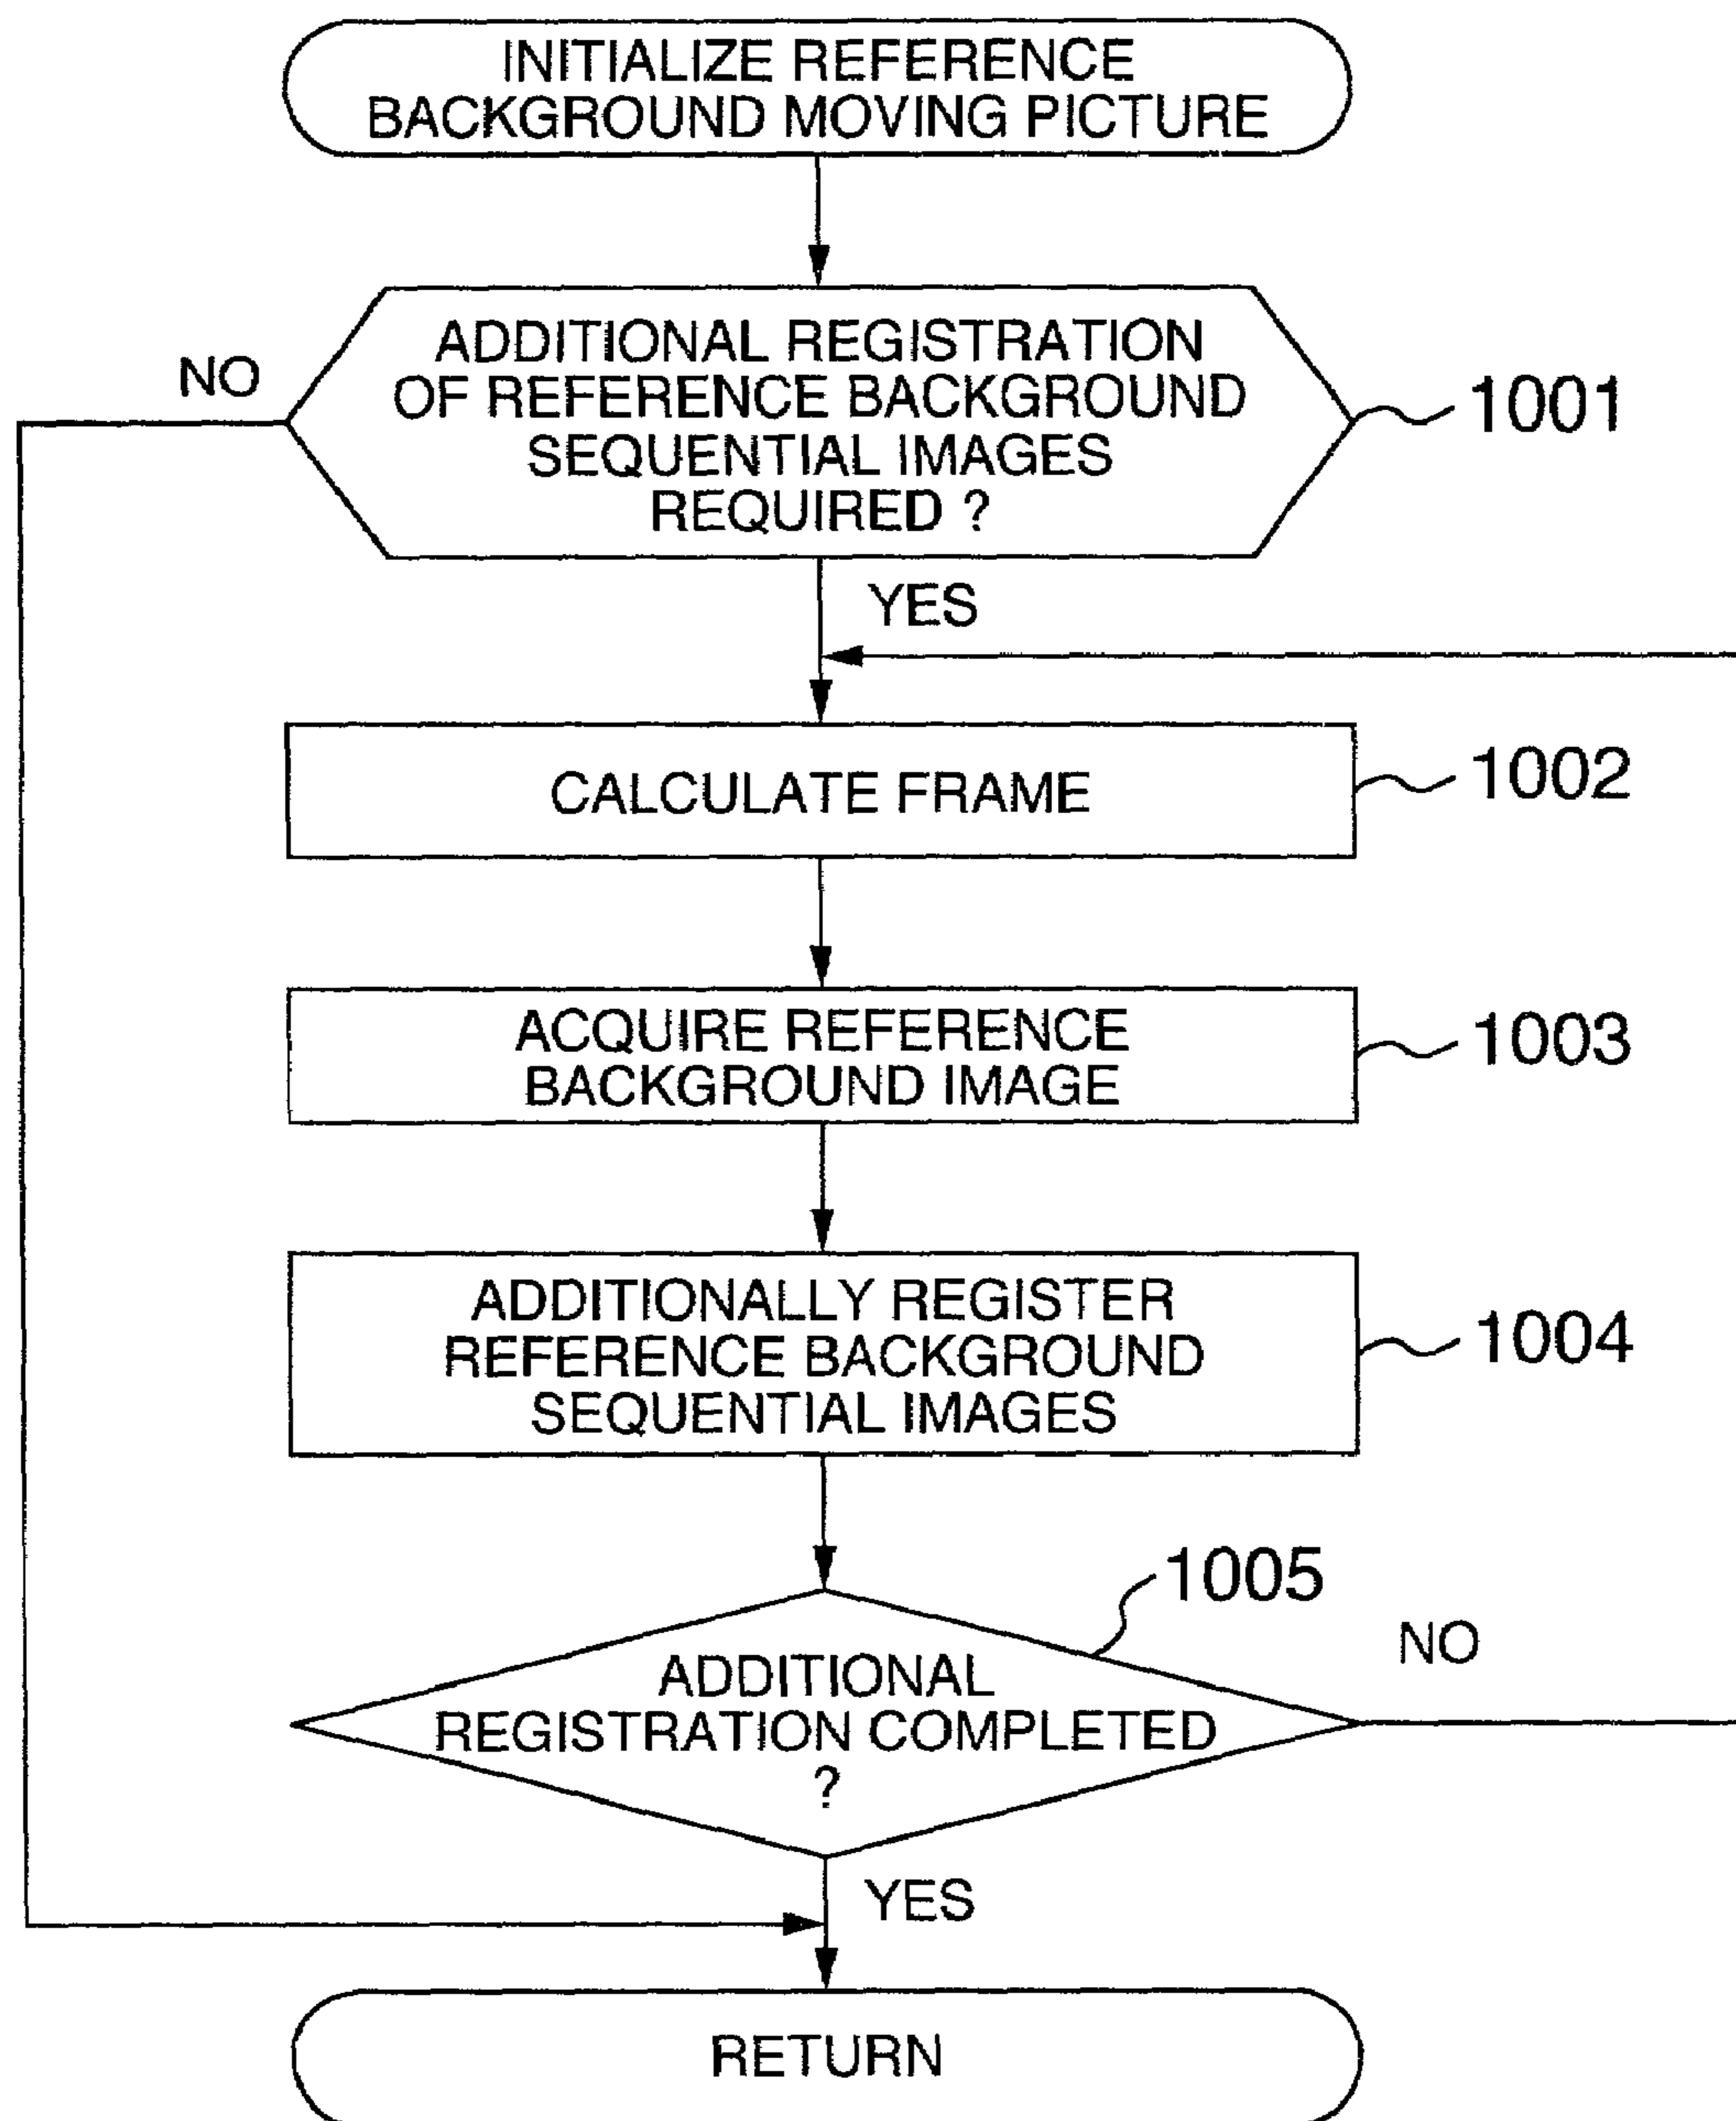 INITIALIZE REFERENCE
BACKGROUND MOVING PICTURE
ADDITIONAL REGISTRATION
OF REFERENCE BACKGROUND
SEQUENTIAL IMAGES
REQUIRED ?
NO
1001
YES
CALCULATE FRAME
1002
ACQUIRE REFERENCE
BACKGROUND IMAGE
1003
ADDITIONALLY REGISTER
REFERENCE BACKGROUND
SEQUENTIAL IMAGES
1004
1005
ADDITIONAL
REGISTRATION COMPLETED
?
NO
YES
RETURN